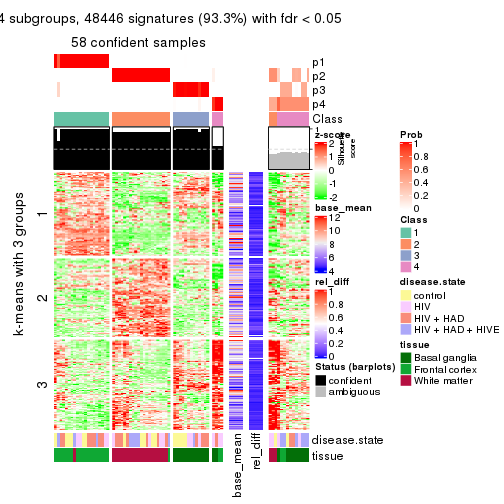 4 subgroups, 48446 signatures (93.3%) with fdr < 0.05
58 confident samples
p1
p2
p3
p4
Class
1
Silhouette
score
k-means with 3 groups
1
2
3
z-score
2
1
0
-1
-2
base_mean
12
10
8
6
4
rel_diff
1
0.8
0.6
0.4
0.2
0
Status (barplots)
confident
ambiguous
Prob
1
0.8
0.6
0.4
0.2
0
Class
1
2
3
4
disease.state
control
HIV
HIV + HAD
HIV + HAD + HIVE
tissue
Basal ganglia
Frontal cortex
White matter
disease.state
tissue
base_mean
rel_diff